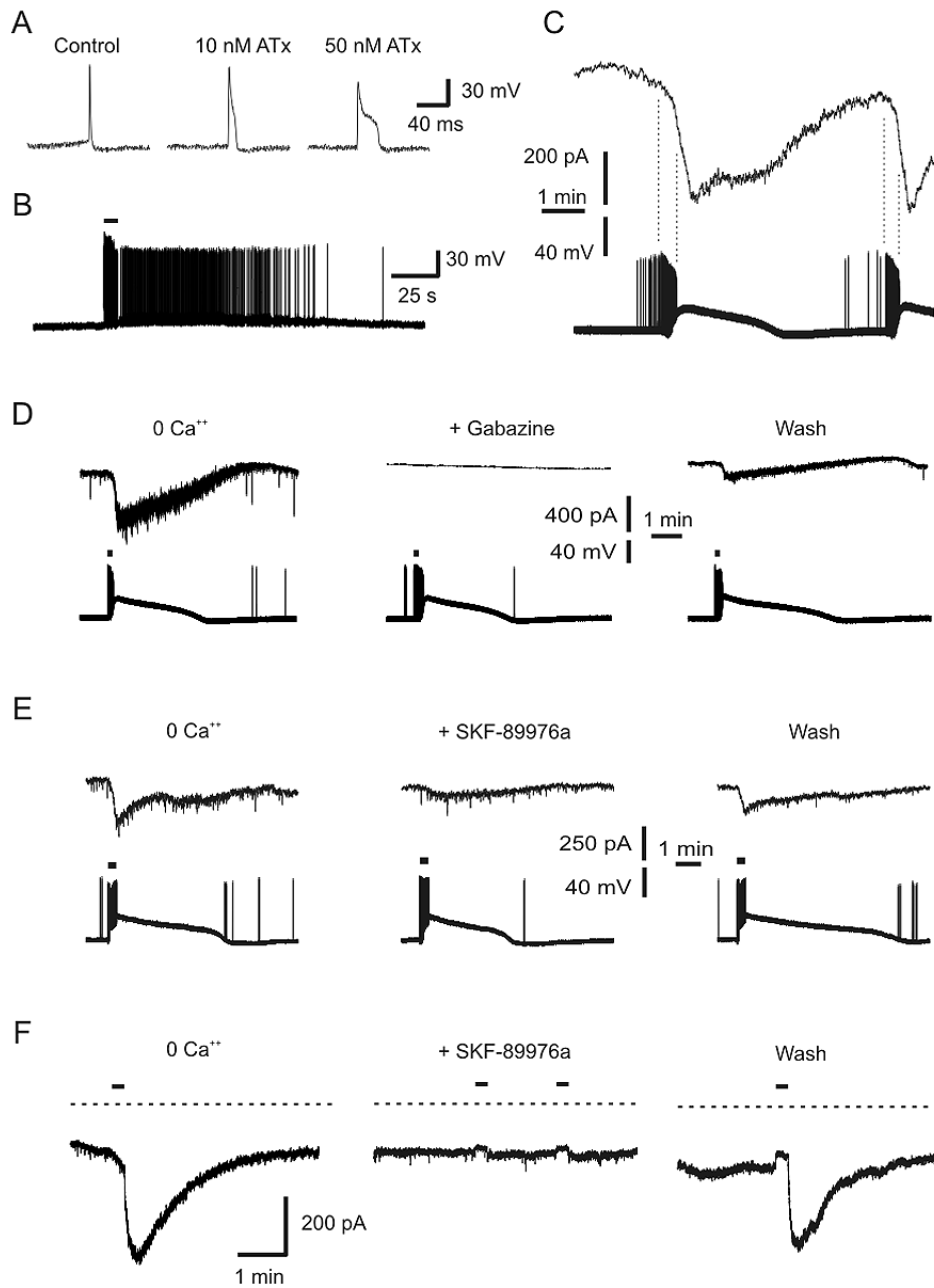 A
Control
10 nM ATx
50 nM ATx
30 mV
40 ms
B
30 mV
25 s
C
200 pA
1 min
40 mV
D
0 Ca⁺⁺
+ Gabazine
Wash
400 pA
1 min
40 mV
E
0 Ca⁺⁺
+ SKF-89976a
Wash
250 pA
1 min
40 mV
F
0 Ca⁺⁺
+ SKF-89976a
Wash
200 pA
1 min